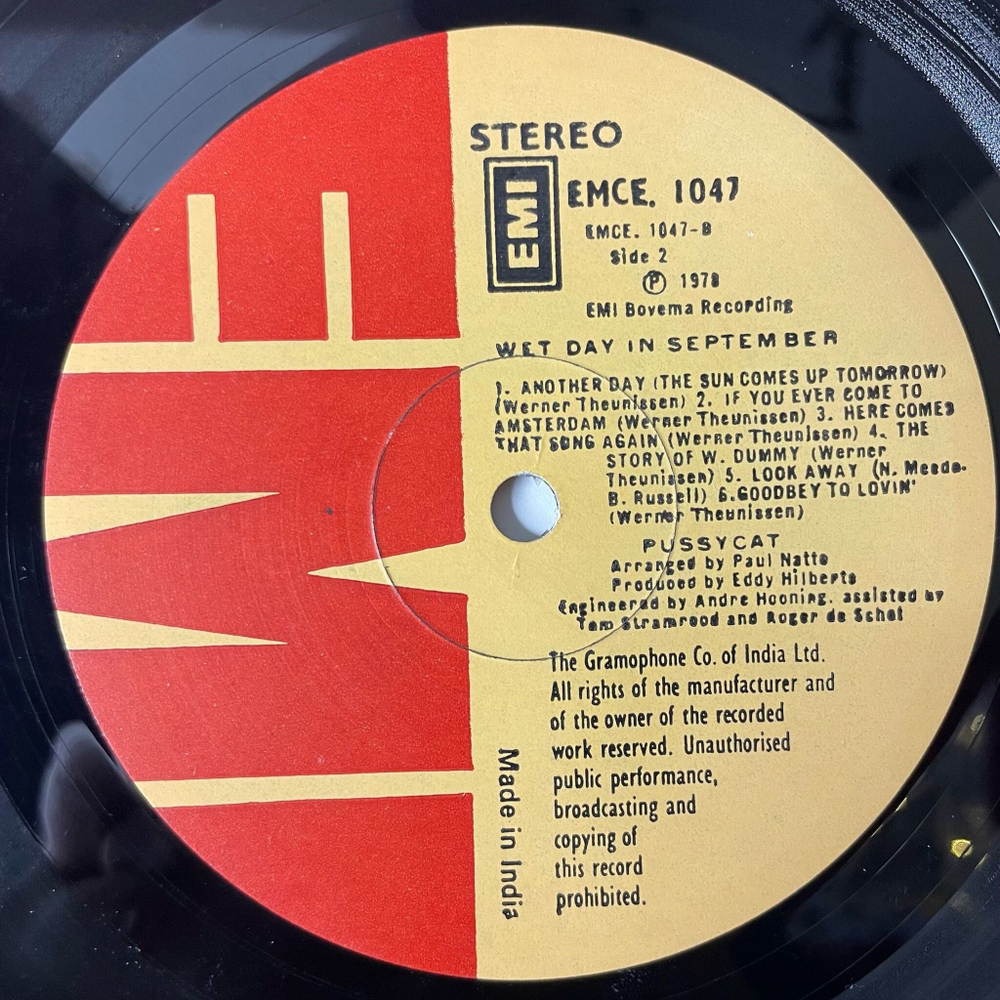 STEREO
EMI
EMCE. 1047
EMCE. 1047-B
Side 2
Ⓟ 1978
EMI Bovema Recording
WET DAY IN SEPTEMBER
1. ANOTHER DAY (THE SUN COMES UP TOMORROW)
(Werner Theunissen) 2. IF YOU EVER COME TO
AMSTERDAM (Werner Theunissen) 3. HERE COMES
THAT SONG AGAIN (Werner Theunissen) 4. THE
STORY OF W. DUMMY (Werner
Theunissen) 5. LOOK AWAY (N. Meede-
B. Russell) 6.GOODBEY TO LOVIN'
(Werner Theunissen)
PUSSYCAT
Arranged by Paul Natte
Produced by Eddy Hilberts
Engineered by Andre Hooning. assisted by
Tom Stramrood and Roger de Schot
The Gramophone Co. of India Ltd.
All rights of the manufacturer and
of the owner of the recorded
work reserved. Unauthorised
public performance,
broadcasting and
copying of
this record
prohibited.
Made in India
EMI